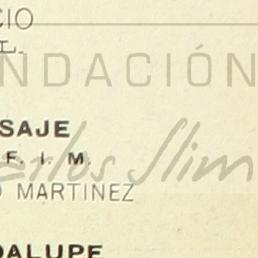 CIO
L.
NDACIÓN
SAJE
F. I. M.
Carlos Slim
O MARTINEZ
DALUPE